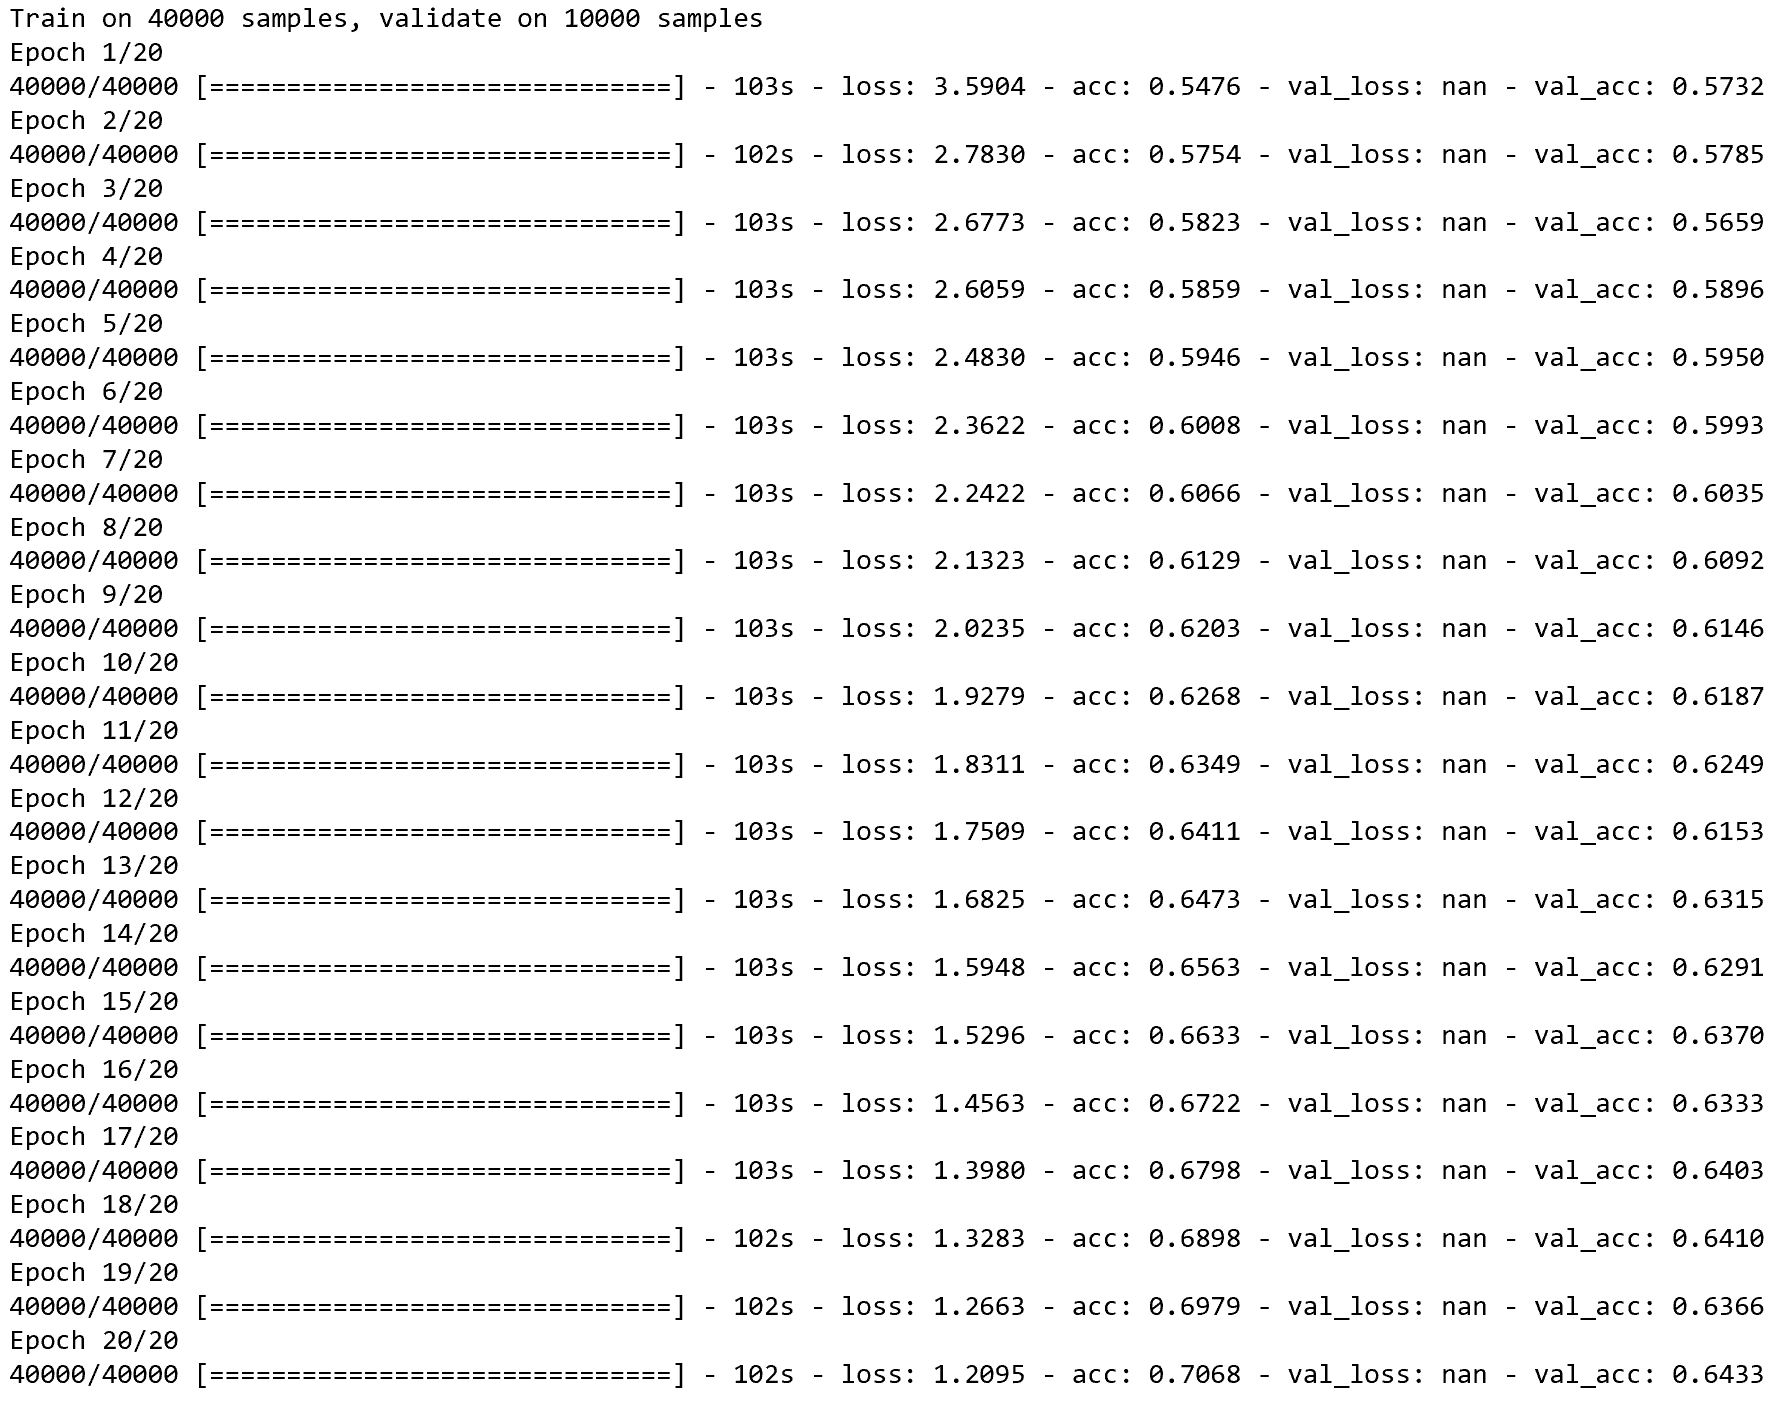 Train on 40000 samples, validate on 10000 samples
Epoch 1/20
40000/40000 [==============================] - 103s - loss: 3.5904 - acc: 0.5476 - val_loss: nan - val_acc: 0.5732
Epoch 2/20
40000/40000 [==============================] - 102s - loss: 2.7830 - acc: 0.5754 - val_loss: nan - val_acc: 0.5785
Epoch 3/20
40000/40000 [==============================] - 103s - loss: 2.6773 - acc: 0.5823 - val_loss: nan - val_acc: 0.5659
Epoch 4/20
40000/40000 [==============================] - 103s - loss: 2.6059 - acc: 0.5859 - val_loss: nan - val_acc: 0.5896
Epoch 5/20
40000/40000 [==============================] - 103s - loss: 2.4830 - acc: 0.5946 - val_loss: nan - val_acc: 0.5950
Epoch 6/20
40000/40000 [==============================] - 103s - loss: 2.3622 - acc: 0.6008 - val_loss: nan - val_acc: 0.5993
Epoch 7/20
40000/40000 [==============================] - 103s - loss: 2.2422 - acc: 0.6066 - val_loss: nan - val_acc: 0.6035
Epoch 8/20
40000/40000 [==============================] - 103s - loss: 2.1323 - acc: 0.6129 - val_loss: nan - val_acc: 0.6092
Epoch 9/20
40000/40000 [==============================] - 103s - loss: 2.0235 - acc: 0.6203 - val_loss: nan - val_acc: 0.6146
Epoch 10/20
40000/40000 [==============================] - 103s - loss: 1.9279 - acc: 0.6268 - val_loss: nan - val_acc: 0.6187
Epoch 11/20
40000/40000 [==============================] - 103s - loss: 1.8311 - acc: 0.6349 - val_loss: nan - val_acc: 0.6249
Epoch 12/20
40000/40000 [==============================] - 103s - loss: 1.7509 - acc: 0.6411 - val_loss: nan - val_acc: 0.6153
Epoch 13/20
40000/40000 [==============================] - 103s - loss: 1.6825 - acc: 0.6473 - val_loss: nan - val_acc: 0.6315
Epoch 14/20
40000/40000 [==============================] - 103s - loss: 1.5948 - acc: 0.6563 - val_loss: nan - val_acc: 0.6291
Epoch 15/20
40000/40000 [==============================] - 103s - loss: 1.5296 - acc: 0.6633 - val_loss: nan - val_acc: 0.6370
Epoch 16/20
40000/40000 [==============================] - 103s - loss: 1.4563 - acc: 0.6722 - val_loss: nan - val_acc: 0.6333
Epoch 17/20
40000/40000 [==============================] - 103s - loss: 1.3980 - acc: 0.6798 - val_loss: nan - val_acc: 0.6403
Epoch 18/20
40000/40000 [==============================] - 102s - loss: 1.3283 - acc: 0.6898 - val_loss: nan - val_acc: 0.6410
Epoch 19/20
40000/40000 [==============================] - 102s - loss: 1.2663 - acc: 0.6979 - val_loss: nan - val_acc: 0.6366
Epoch 20/20
40000/40000 [==============================] - 102s - loss: 1.2095 - acc: 0.7068 - val_loss: nan - val_acc: 0.6433